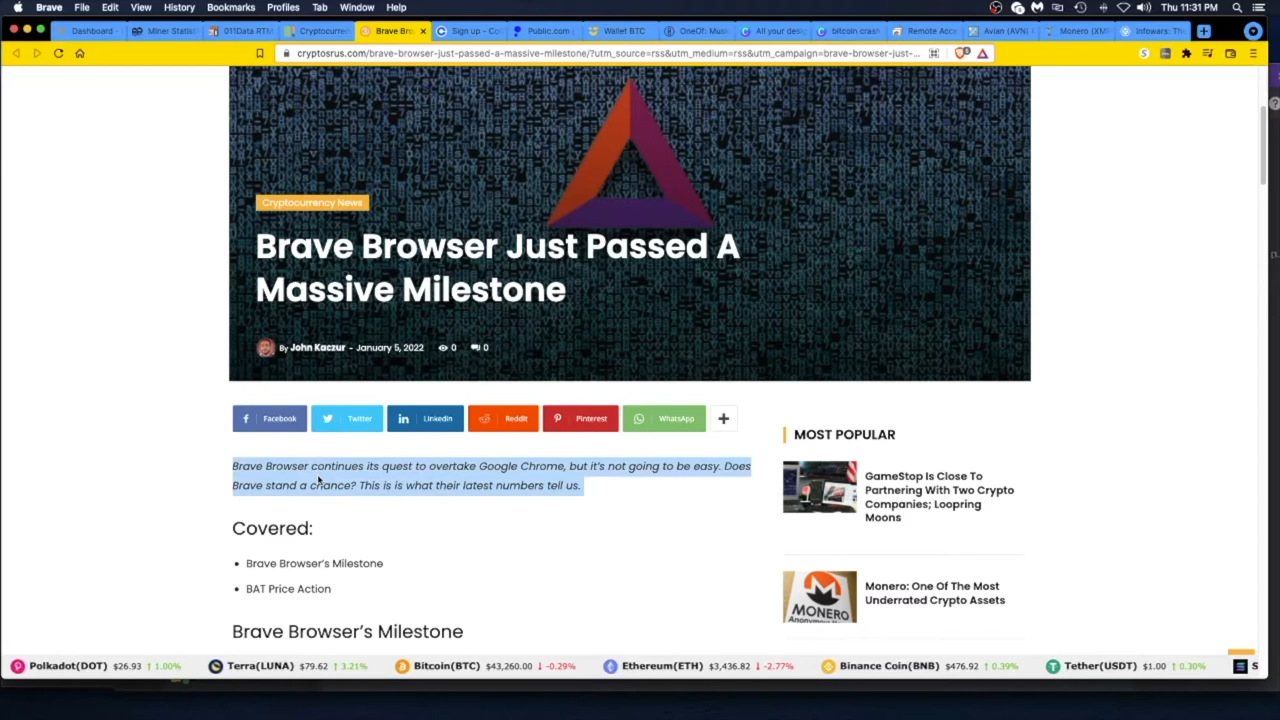 Brave File Edit View History Bookmarks Profiles Tab Window Help Thu 11:31 PM
Dashboard - Miner Statist 011Data RTM Cryptocurren Brave Bro × Sign up - Co Public.com Wallet BTC OneOf: Musi All your desi bitcoin crash Remote Acce Avian (AVN) Monero (XMR Infowars: The
cryptosrus.com/brave-browser-just-passed-a-massive-milestone/?utm_source=rss&utm_medium=rss&utm_campaign=brave-browser-just-...
Cryptocurrency News
Brave Browser Just Passed A
Massive Milestone
By John Kaczur - January 5, 2022 0 0
Facebook Twitter Linkedin Reddit Pinterest WhatsApp +
Brave Browser continues its quest to overtake Google Chrome, but it's not going to be easy. Does
Brave stand a chance? This is is what their latest numbers tell us.
Covered:
• Brave Browser's Milestone
• BAT Price Action
Brave Browser's Milestone
MOST POPULAR
GameStop Is Close To
Partnering With Two Crypto
Companies; Loopring
Moons
MONERO
Monero: One Of The Most
Underrated Crypto Assets
Polkadot(DOT) $26.93 ↑ 1.00% Terra(LUNA) $79.62 ↑ 3.21% Bitcoin(BTC) $43,260.00 ↓ -0.29% Ethereum(ETH) $3,436.82 ↓ -2.77% Binance Coin(BNB) $476.92 ↑ 0.39% Tether(USDT) $1.00 ↑ 0.30% S